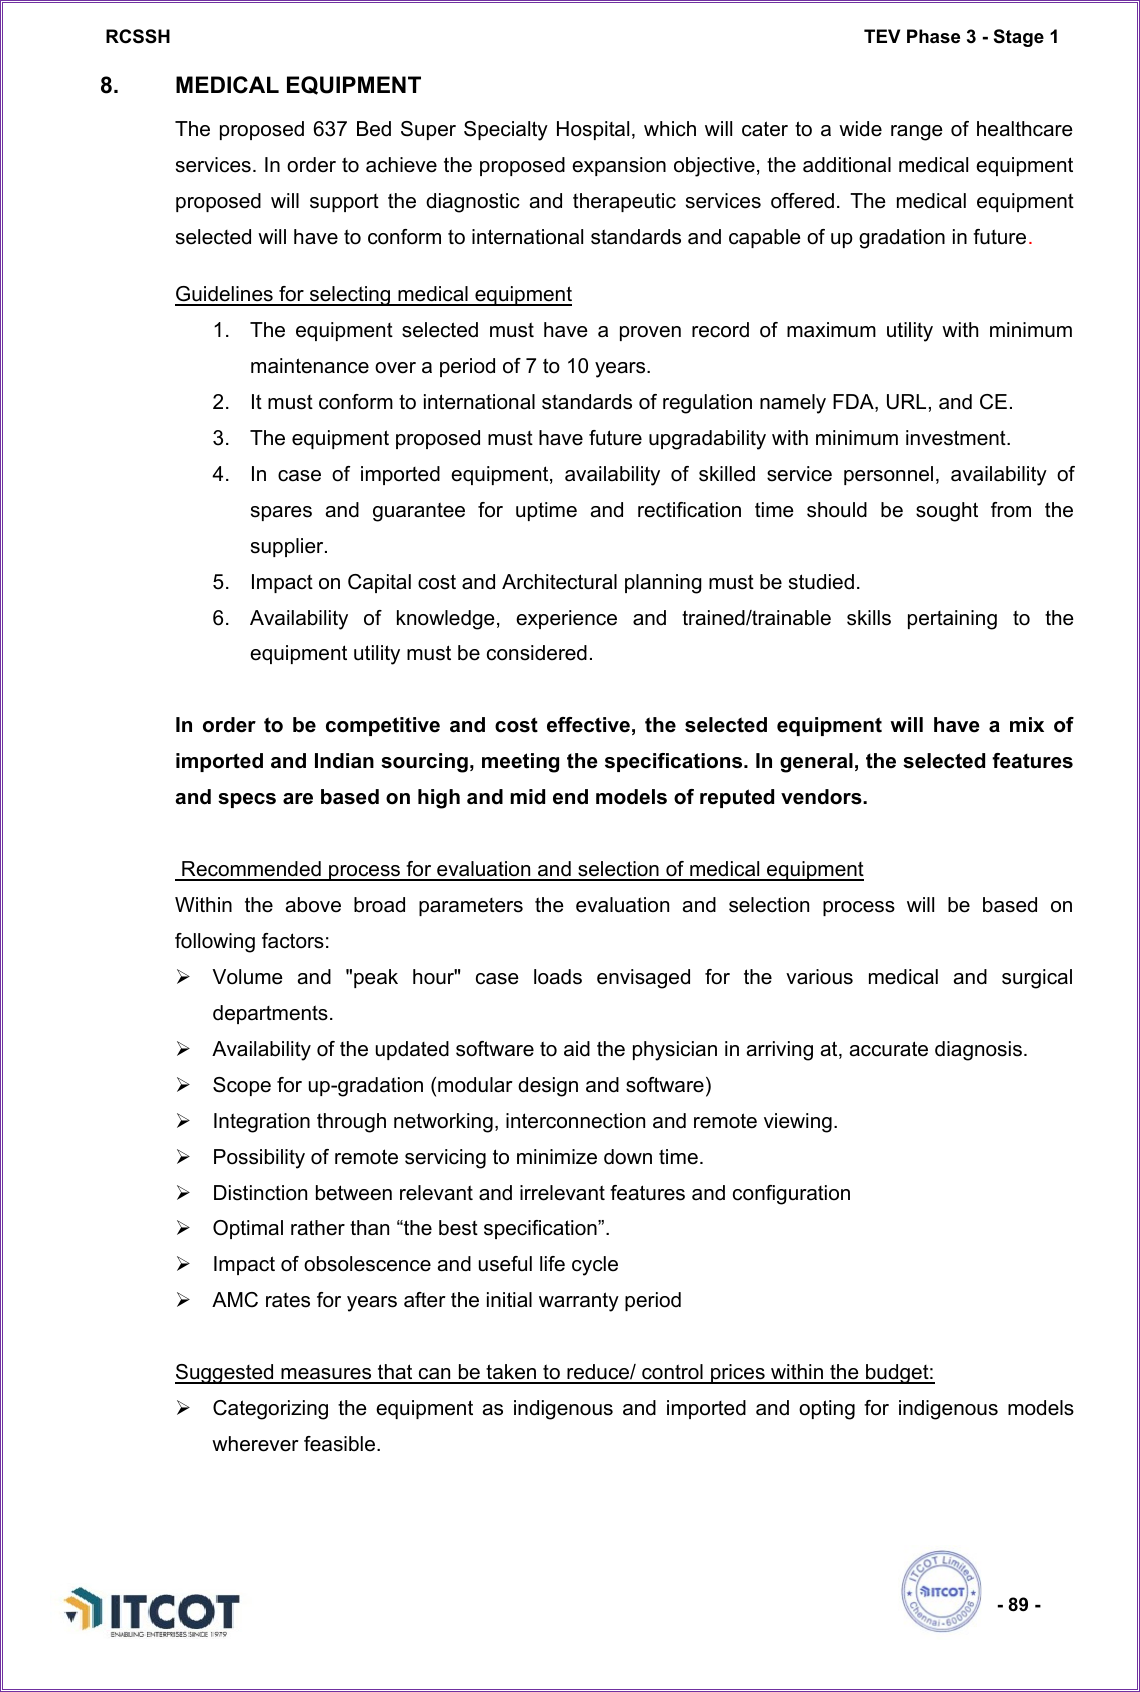 RCSSH TEV Phase 3 - Stage 1
8. MEDICAL EQUIPMENT
The proposed 637 Bed Super Specialty Hospital, which will cater to a wide range of healthcare
services. In order to achieve the proposed expansion objective, the additional medical equipment
proposed will support the diagnostic and therapeutic services offered. The medical equipment
selected will have to conform to international standards and capable of up gradation in future.
Guidelines for selecting medical equipment
1. The equipment selected must have a proven record of maximum utility with minimum
maintenance over a period of 7 to 10 years.
2. It must conform to international standards of regulation namely FDA, URL, and CE.
3. The equipment proposed must have future upgradability with minimum investment.
4. In case of imported equipment, availability of skilled service personnel, availability of
spares and guarantee for uptime and rectification time should be sought from the
supplier.
5. Impact on Capital cost and Architectural planning must be studied.
6. Availability of knowledge, experience and trained/trainable skills pertaining to the
equipment utility must be considered.
In order to be competitive and cost effective, the selected equipment will have a mix of
imported and Indian sourcing, meeting the specifications. In general, the selected features
and specs are based on high and mid end models of reputed vendors.
Recommended process for evaluation and selection of medical equipment
Within the above broad parameters the evaluation and selection process will be based on
following factors:
➢ Volume and "peak hour" case loads envisaged for the various medical and surgical
departments.
➢ Availability of the updated software to aid the physician in arriving at, accurate diagnosis.
➢ Scope for up-gradation (modular design and software)
➢ Integration through networking, interconnection and remote viewing.
➢ Possibility of remote servicing to minimize down time.
➢ Distinction between relevant and irrelevant features and configuration
➢ Optimal rather than “the best specification”.
➢ Impact of obsolescence and useful life cycle
➢ AMC rates for years after the initial warranty period
Suggested measures that can be taken to reduce/ control prices within the budget:
➢ Categorizing the equipment as indigenous and imported and opting for indigenous models
wherever feasible.
ITCOT
ENABLING ENTERPRISES SINCE 1979
ITCOT Limited
ITCOT
Chennai-600006
- 89 -